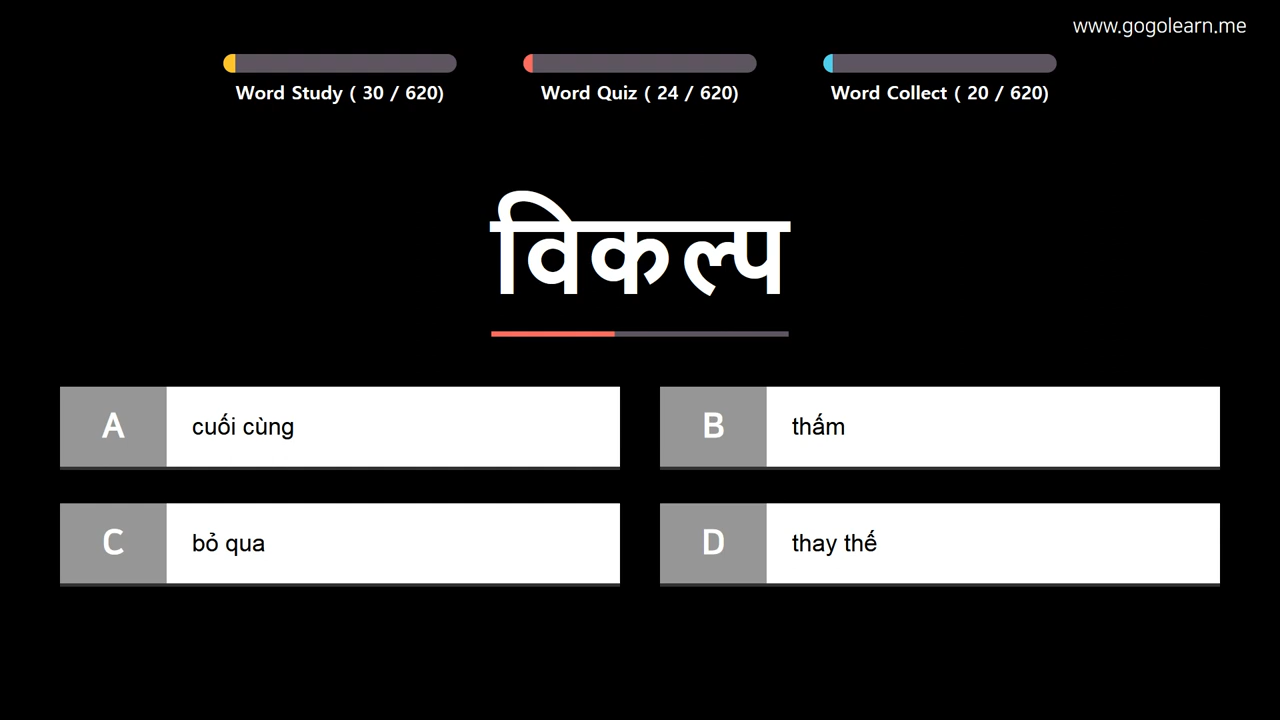 www.gogolearn.me
Word Study ( 30 / 620)
Word Quiz ( 24 / 620)
Word Collect ( 20 / 620)
विकल्प
A cuối cùng
B thấm
C bỏ qua
D thay thế